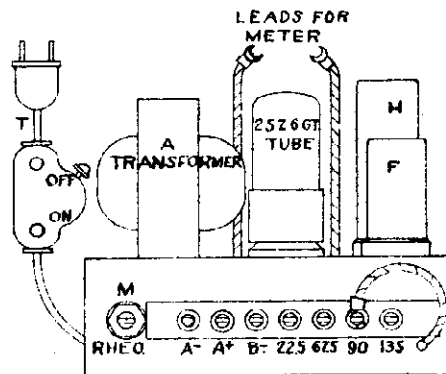 LEADS FOR
METER
T
OFF
ON
A
TRANSFORMER
25Z6GT.
TUBE
H
F
M
RHEO.
A-
A+
B-
22.5
67.5
90
135